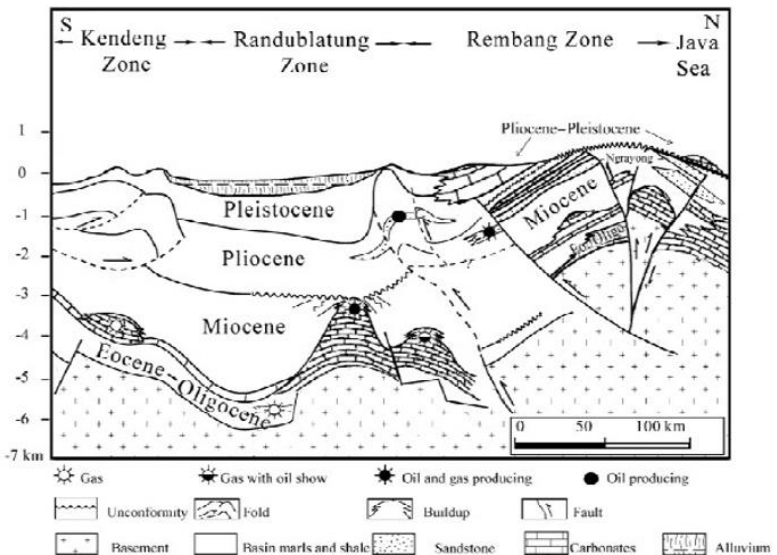 S
N
Kendeng
Zone
Randublatung
Zone
Rembang Zone
Java
Sea
Pliocene-Pleistocene
1
0
-1
-2
-3
-4
-5
-6
-7 km
Ngrayong
Pleistocene
Miocene
Pliocene
Eo-Oligo
Miocene
Eocene-Oligocene
0 50 100 km
Gas
Gas with oil show
Oil and gas producing
Oil producing
Unconformity
Fold
Buildup
Fault
Basement
Basin marls and shale
Sandstone
Carbonates
Alluvium